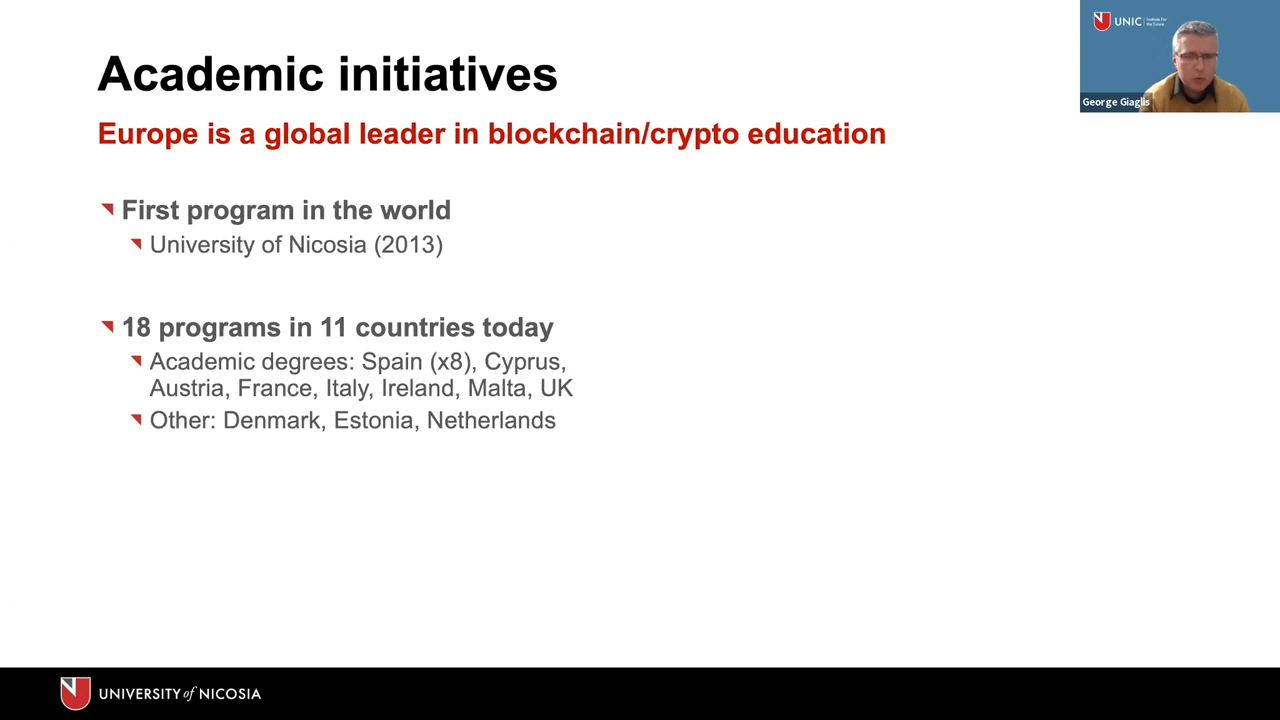 Academic initiatives
Europe is a global leader in blockchain/crypto education
First program in the world
University of Nicosia (2013)
18 programs in 11 countries today
Academic degrees: Spain (x8), Cyprus,
Austria, France, Italy, Ireland, Malta, UK
Other: Denmark, Estonia, Netherlands
UNIC
Institute For
the Future
George Giaglis
UNIVERSITY of NICOSIA